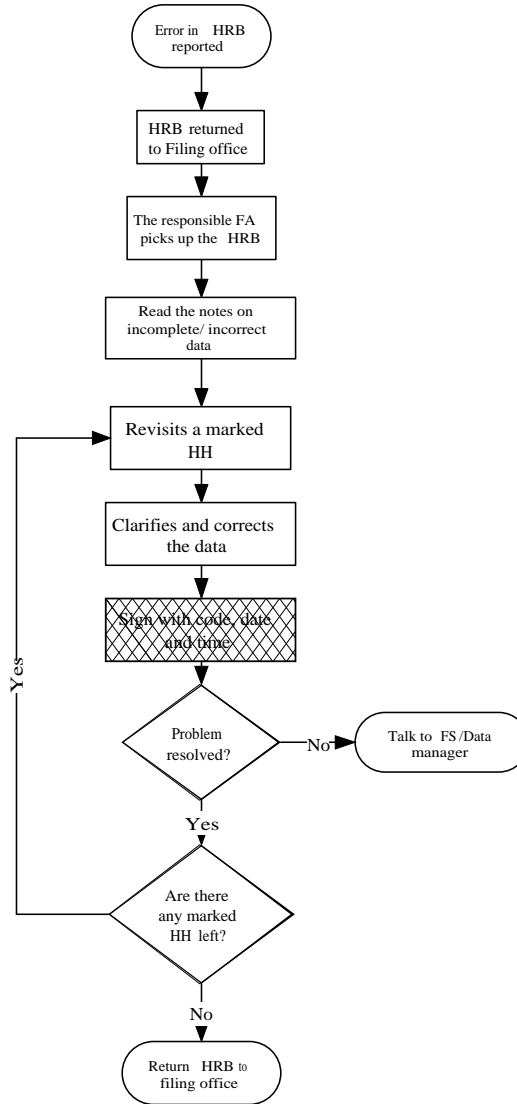 Error in HRB
reported
HRB returned
to Filing office
The responsible FA
picks up the HRB
Read the notes on
incomplete/ incorrect
data
Revisits a marked
HH
Clarifies and corrects
the data
Sign with code, date
and time
Yes
Problem
resolved?
No
Talk to FS/Data
manager
Yes
Are there
any marked
HH left?
No
Return HRB to
filing office